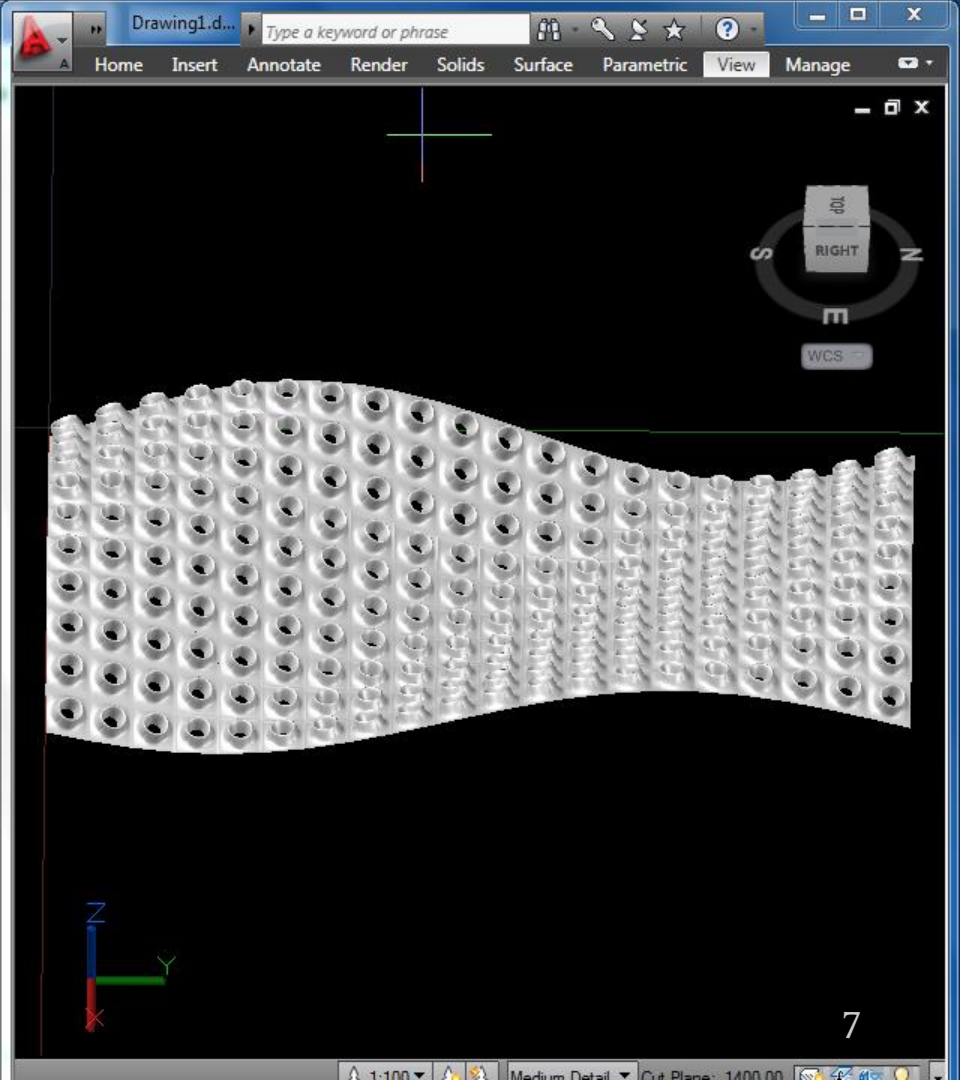 Drawing1.d...
Type a keyword or phrase
A
Home Insert Annotate Render Solids Surface Parametric View Manage
TOP
RIGHT
S
N
E
WCS
Z
Y
X
7
1:100 Medium Detail Cut Plane: 1400.00